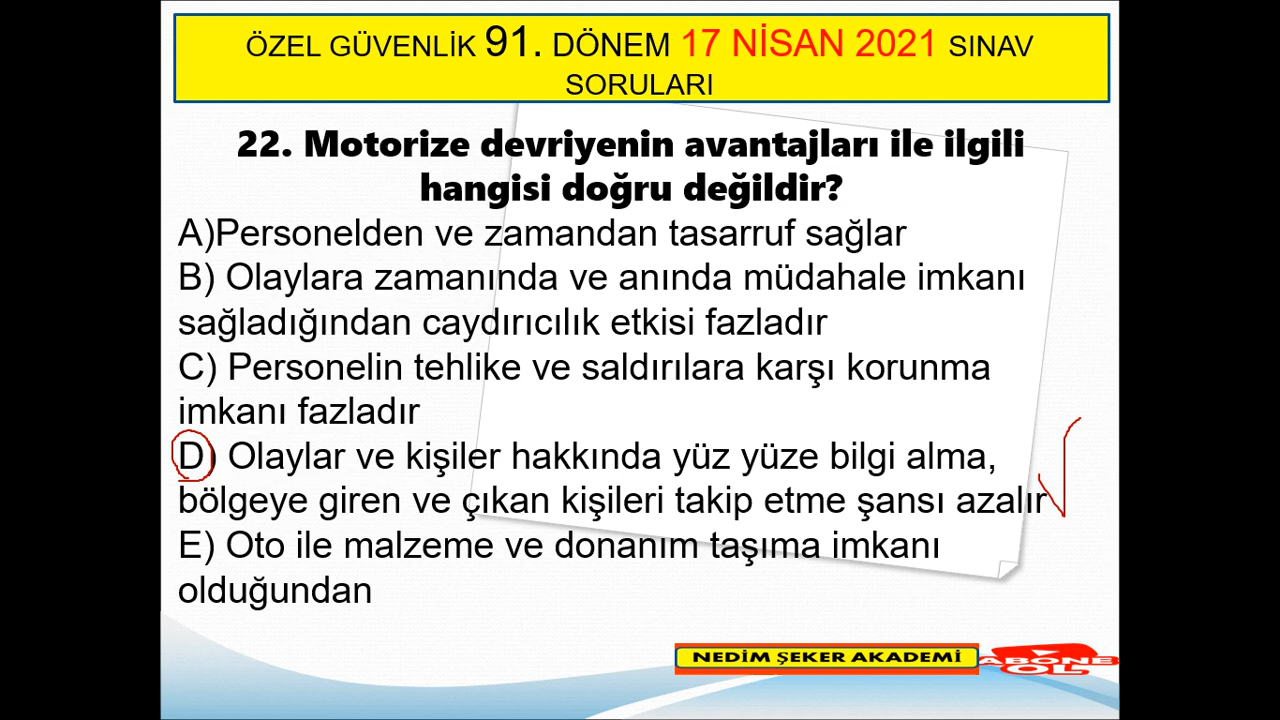 ÖZEL GÜVENLİK 91. DÖNEM 17 NİSAN 2021 SINAV
SORULARI
22. Motorize devriyenin avantajları ile ilgili
hangisi doğru değildir?
A)Personelden ve zamandan tasarruf sağlar
B) Olaylara zamanında ve anında müdahale imkanı
sağladığından caydırıcılık etkisi fazladır
C) Personelin tehlike ve saldırılara karşı korunma
imkanı fazladır
D) Olaylar ve kişiler hakkında yüz yüze bilgi alma,
bölgeye giren ve çıkan kişileri takip etme şansı azalır
E) Oto ile malzeme ve donanım taşıma imkanı
olduğundan
NEDİM ŞEKER AKADEMİ
ABONE
OL